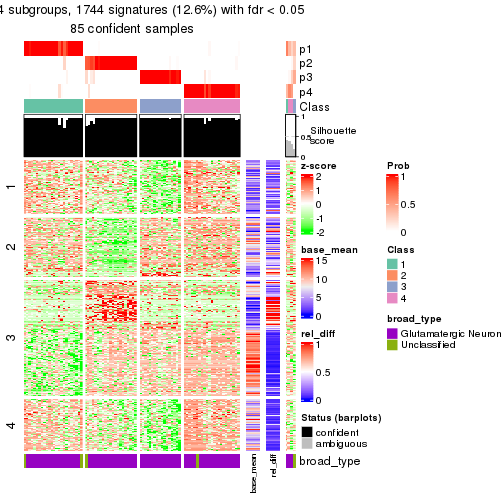 4 subgroups, 1744 signatures (12.6%) with fdr < 0.05
85 confident samples
p1
p2
p3
p4
Class
1
0.5
0
Silhouette
score
1
2
3
4
z-score
2
1
0
-1
-2
base_mean
15
10
5
0
rel_diff
1
0.5
0
Status (barplots)
confident
ambiguous
Prob
1
0.5
0
Class
1
2
3
4
broad_type
Glutamatergic Neuron
Unclassified
broad_type
base_mean
rel_diff